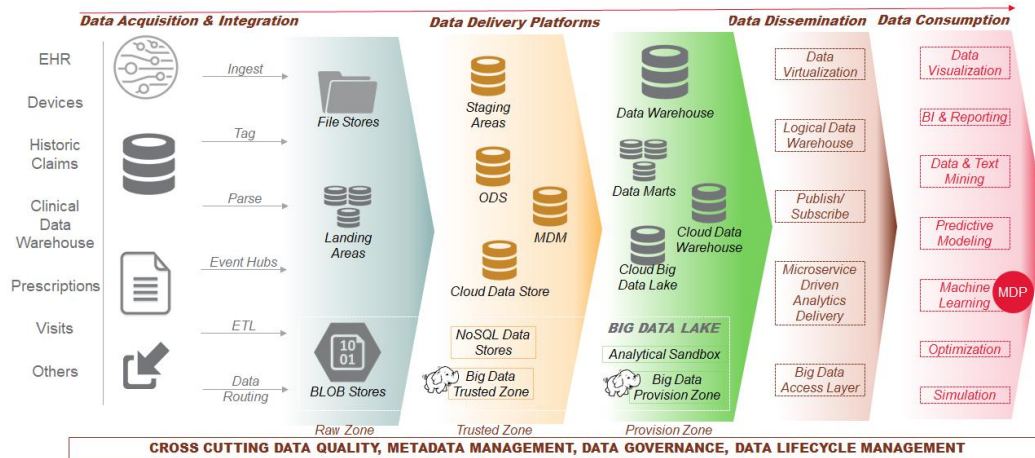 Data Acquisition & Integration
Data Delivery Platforms
Data Dissemination
Data Consumption
EHR
Devices
Historic
Claims
Clinical
Data
Warehouse
Prescriptions
Visits
Others
Ingest
Tag
Parse
Event Hubs
ETL
Data
Routing
File Stores
Landing
Areas
10
01
BLOB Stores
Raw Zone
Staging
Areas
ODS
MDM
Cloud Data Store
NoSQL Data
Stores
Big Data
Trusted Zone
Trusted Zone
Data Warehouse
Data Marts
Cloud Data
Warehouse
Cloud Big
Data Lake
BIG DATA LAKE
Analytical Sandbox
Big Data
Provision Zone
Provision Zone
Data
Virtualization
Logical Data
Warehouse
Publish/
Subscribe
Microservice
Driven
Analytics
Delivery
Big Data
Access Layer
Data
Visualization
BI & Reporting
Data & Text
Mining
Predictive
Modeling
Machine
Learning
MDP
Optimization
Simulation
CROSS CUTTING DATA QUALITY, METADATA MANAGEMENT, DATA GOVERNANCE, DATA LIFECYCLE MANAGEMENT